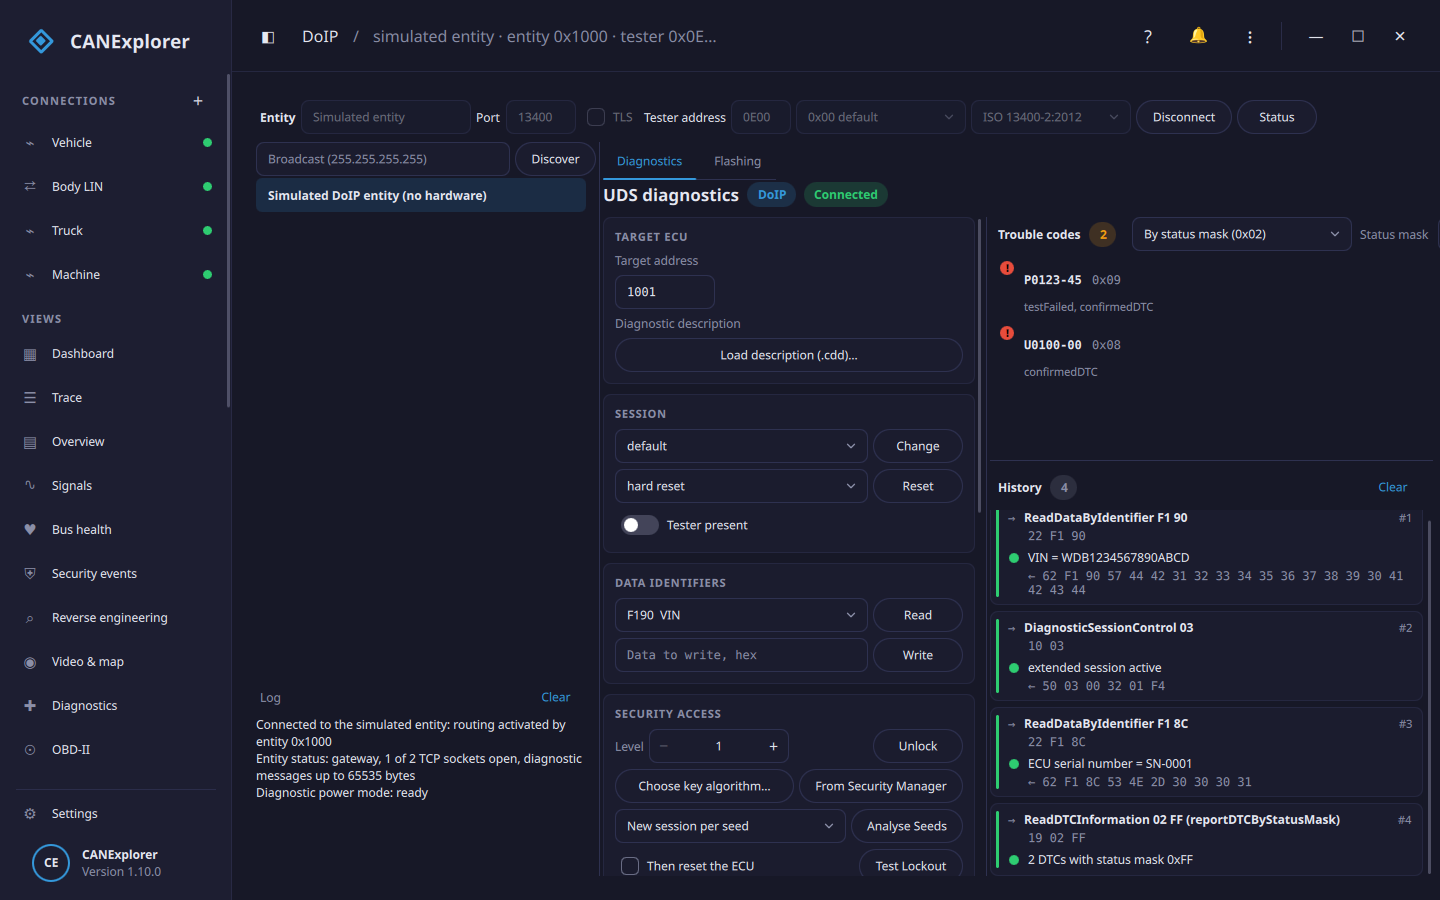 CANExplorer
DoIP / simulated entity · entity 0x1000 · tester 0x0E...
?
CONNECTIONS +
Vehicle
Body LIN
Truck
Machine
VIEWS
Dashboard
Trace
Overview
Signals
Bus health
Security events
Reverse engineering
Video & map
Diagnostics
OBD-II
Settings
CE
CANExplorer
Version 1.10.0
Entity Simulated entity Port 13400 TLS Tester address 0E00 0x00 default ISO 13400-2:2012 Disconnect Status
Broadcast (255.255.255.255) Discover
Simulated DoIP entity (no hardware)
Log Clear
Connected to the simulated entity: routing activated by
entity 0x1000
Entity status: gateway, 1 of 2 TCP sockets open, diagnostic
messages up to 65535 bytes
Diagnostic power mode: ready
Diagnostics Flashing
UDS diagnostics DoIP Connected
TARGET ECU
Target address
1001
Diagnostic description
Load description (.cdd)...
SESSION
default Change
hard reset Reset
Tester present
DATA IDENTIFIERS
F190 VIN Read
Data to write, hex Write
SECURITY ACCESS
Level − 1 + Unlock
Choose key algorithm... From Security Manager
New session per seed Analyse Seeds
Then reset the ECU Test Lockout
Trouble codes 2 By status mask (0x02) Status mask
! P0123-45 0x09
testFailed, confirmedDTC
! U0100-00 0x08
confirmedDTC
History 4 Clear
→ ReadDataByIdentifier F1 90 #1
22 F1 90
VIN = WDB1234567890ABCD
← 62 F1 90 57 44 42 31 32 33 34 35 36 37 38 39 30 41
42 43 44
→ DiagnosticSessionControl 03 #2
10 03
extended session active
← 50 03 00 32 01 F4
→ ReadDataByIdentifier F1 8C #3
22 F1 8C
ECU serial number = SN-0001
← 62 F1 8C 53 4E 2D 30 30 30 31
→ ReadDTCInformation 02 FF (reportDTCByStatusMask) #4
19 02 FF
2 DTCs with status mask 0xFF